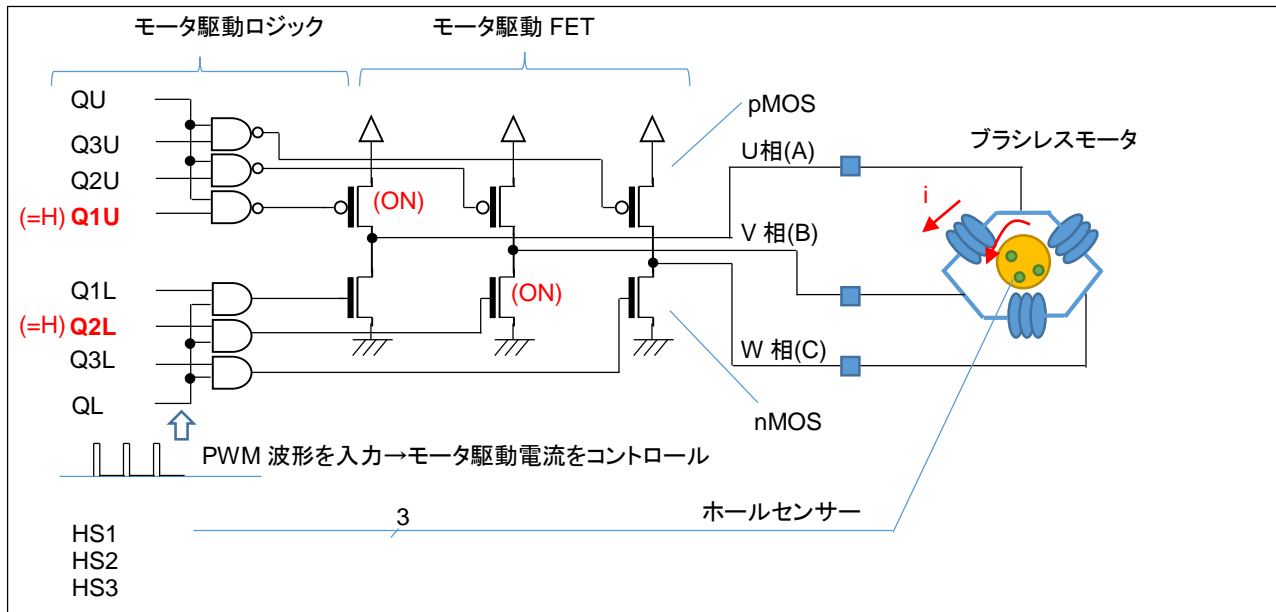 モータ駆動ロジック
モータ駆動 FET
QU
Q3U
Q2U
(=H) Q1U
Q1L
(=H) Q2L
Q3L
QL
(ON)
(ON)
pMOS
nMOS
U相(A)
V 相(B)
W 相(C)
ブラシレスモータ
i
PWM 波形を入力→モータ駆動電流をコントロール
3
ホールセンサー
HS1
HS2
HS3